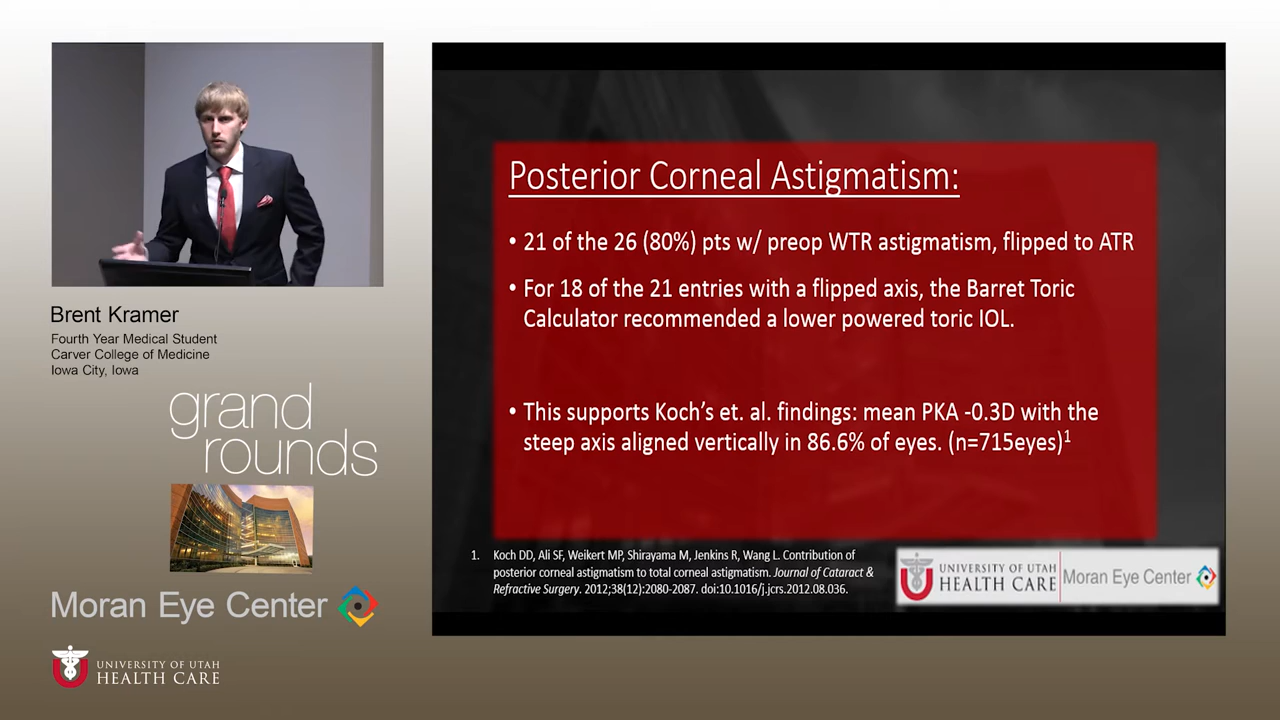 Brent Kramer
Fourth Year Medical Student
Carver College of Medicine
Iowa City, Iowa
grand
rounds
Moran Eye Center
UNIVERSITY OF UTAH
HEALTH CARE
Posterior Corneal Astigmatism:
• 21 of the 26 (80%) pts w/ preop WTR astigmatism, flipped to ATR
• For 18 of the 21 entries with a flipped axis, the Barret Toric
Calculator recommended a lower powered toric IOL.
• This supports Koch's et. al. findings: mean PKA -0.3D with the
steep axis aligned vertically in 86.6% of eyes. (n=715eyes)¹
1. Koch DD, Ali SF, Weikert MP, Shirayama M, Jenkins R, Wang L. Contribution of
posterior corneal astigmatism to total corneal astigmatism. Journal of Cataract &
Refractive Surgery. 2012;38(12):2080-2087. doi:10.1016/j.jcrs.2012.08.036.
UNIVERSITY OF UTAH
HEALTH CARE
Moran Eye Center